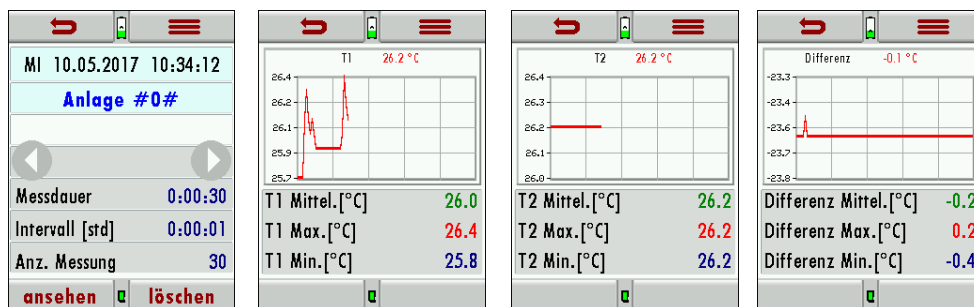 MI 10.05.2017 10:34:12
Anlage #0#
Messdauer 0:00:30
Intervall [std] 0:00:01
Anz. Messung 30
ansehen löschen
T1 26.2 °C
26.4
26.2
26.1
25.9
25.7
T1 Mittel.[°C] 26.0
T1 Max.[°C] 26.4
T1 Min.[°C] 25.8
T2 26.2 °C
26.4
26.3
26.2
26.1
26.0
T2 Mittel.[°C] 26.2
T2 Max.[°C] 26.2
T2 Min.[°C] 26.2
Differenz -0.1 °C
-23.3
-23.4
-23.6
-23.7
-23.8
Differenz Mittel.[°C] -0.2
Differenz Max.[°C] 0.2
Differenz Min.[°C] -0.4